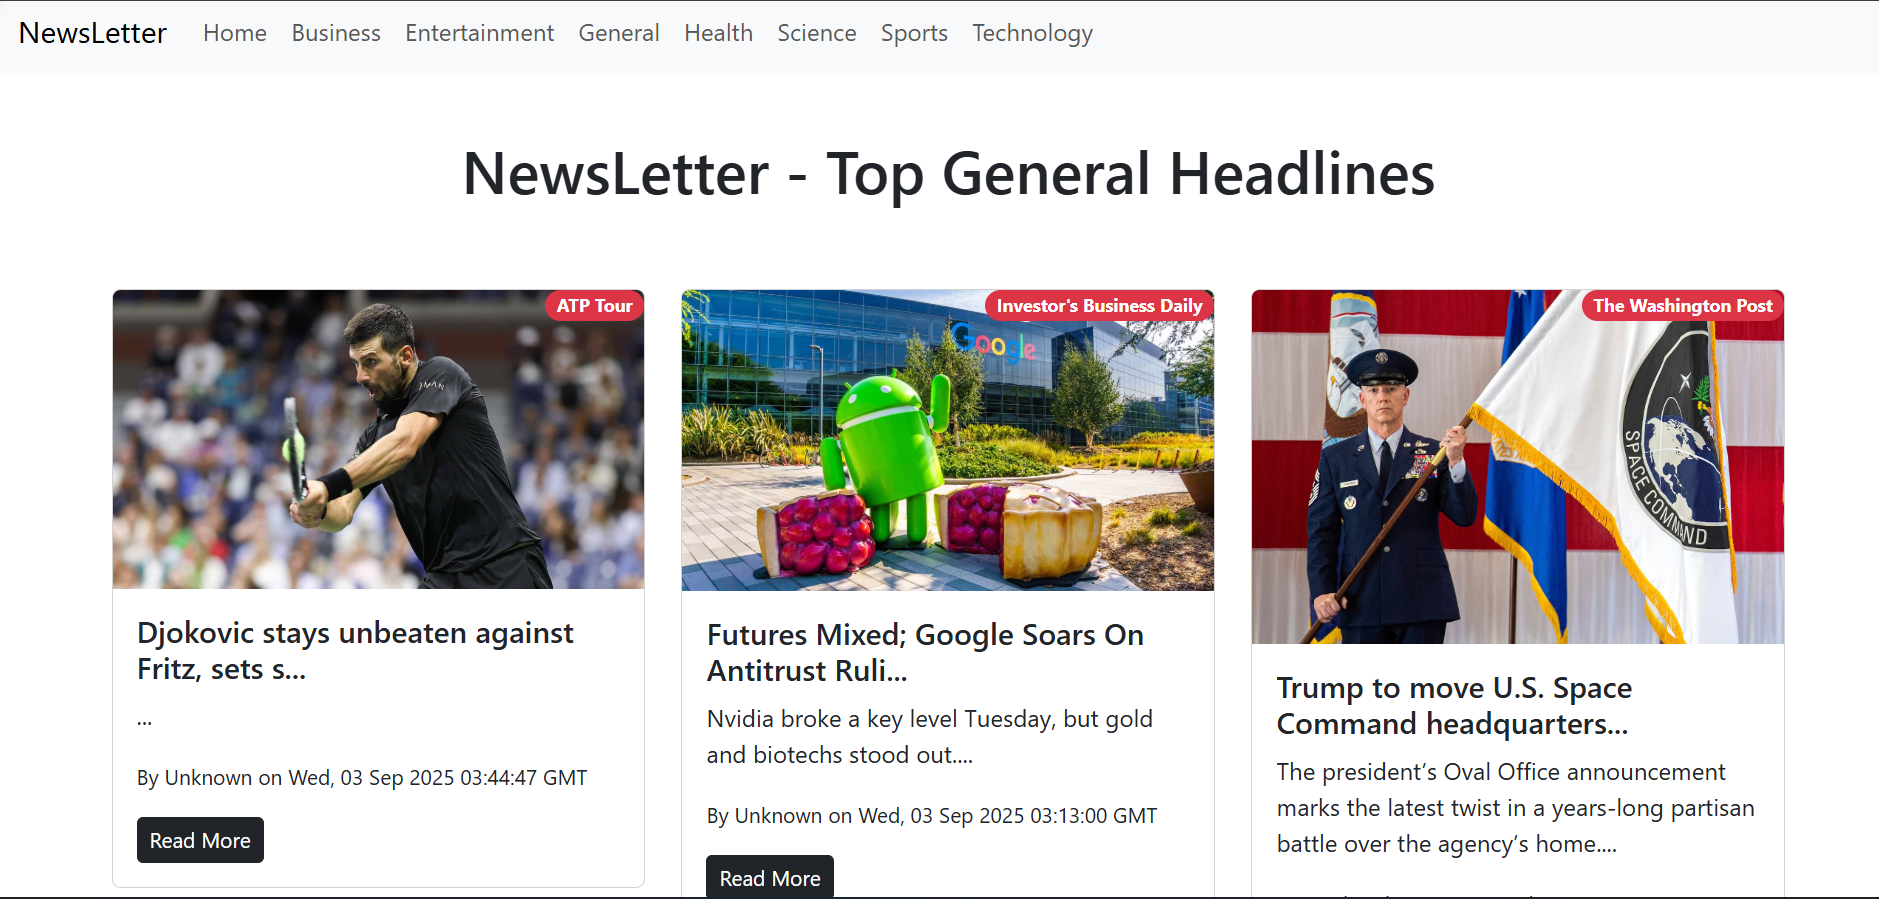 NewsLetter Home Business Entertainment General Health Science Sports Technology
NewsLetter - Top General Headlines
ATP Tour
Djokovic stays unbeaten against
Fritz, sets s...
...
By Unknown on Wed, 03 Sep 2025 03:44:47 GMT
Read More
Investor's Business Daily
Google
Futures Mixed; Google Soars On
Antitrust Ruli...
Nvidia broke a key level Tuesday, but gold
and biotechs stood out....
By Unknown on Wed, 03 Sep 2025 03:13:00 GMT
Read More
The Washington Post
SPACE COMMAND
Trump to move U.S. Space
Command headquarters...
The president’s Oval Office announcement
marks the latest twist in a years-long partisan
battle over the agency’s home....